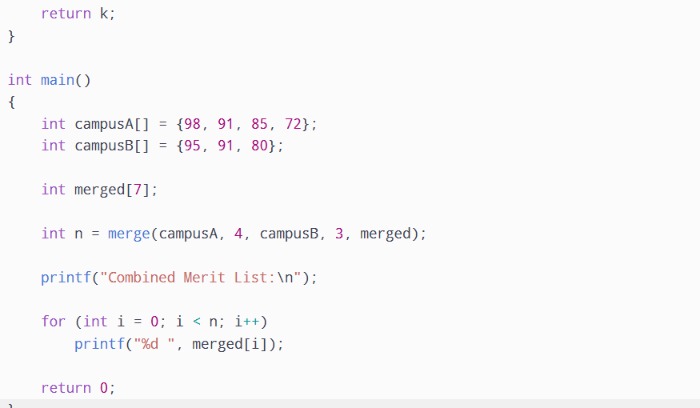 return k;
}

int main()
{
    int campusA[] = {98, 91, 85, 72};
    int campusB[] = {95, 91, 80};

    int merged[7];

    int n = merge(campusA, 4, campusB, 3, merged);

    printf("Combined Merit List:\n");

    for (int i = 0; i < n; i++)
        printf("%d ", merged[i]);

    return 0;
}